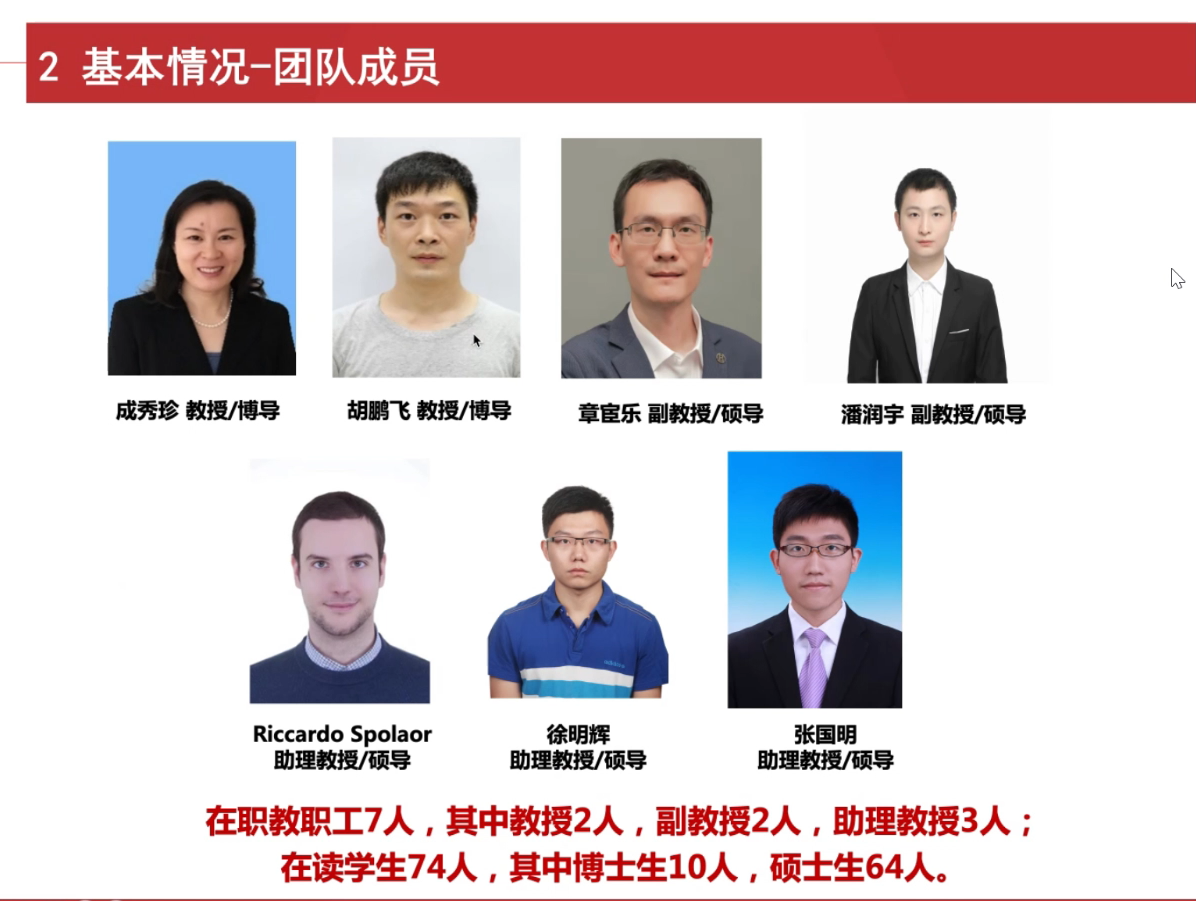 2 基本情况-团队成员
成秀珍 教授/博导
胡鹏飞 教授/博导
章宦乐 副教授/硕导
潘润宇 副教授/硕导
Riccardo Spolaor
助理教授/硕导
徐明辉
助理教授/硕导
张国明
助理教授/硕导
在职教职工7人，其中教授2人，副教授2人，助理教授3人；
在读学生74人，其中博士生10人，硕士生64人。